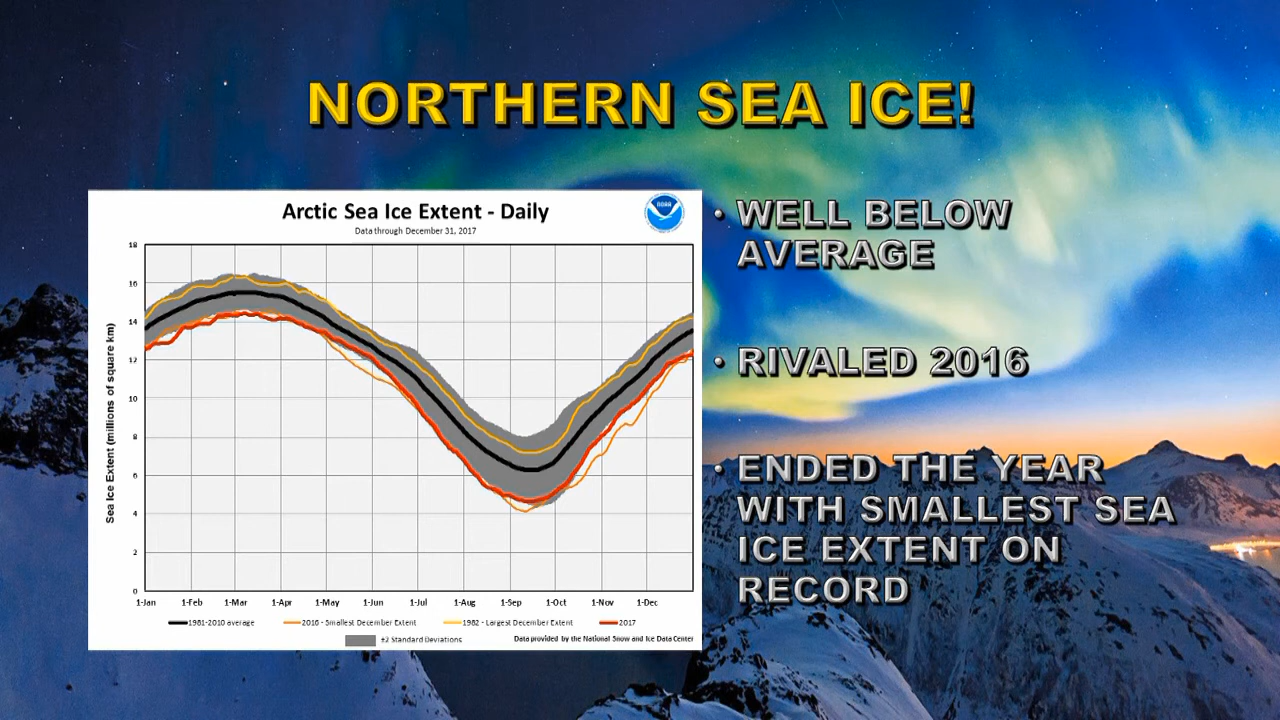 NORTHERN SEA ICE!
Arctic Sea Ice Extent - Daily
Data through December 31, 2017
NOAA
Sea Ice Extent (millions of square km)
18
16
14
12
10
8
6
4
2
0
1-Jan 1-Feb 1-Mar 1-Apr 1-May 1-Jun 1-Jul 1-Aug 1-Sep 1-Oct 1-Nov 1-Dec
1981-2010 average 2016 - Smallest December Extent 1982 - Largest December Extent 2017
±2 Standard Deviations
Data provided by the National Snow and Ice Data Center
• WELL BELOW
AVERAGE
• RIVALED 2016
• ENDED THE YEAR
WITH SMALLEST SEA
ICE EXTENT ON
RECORD